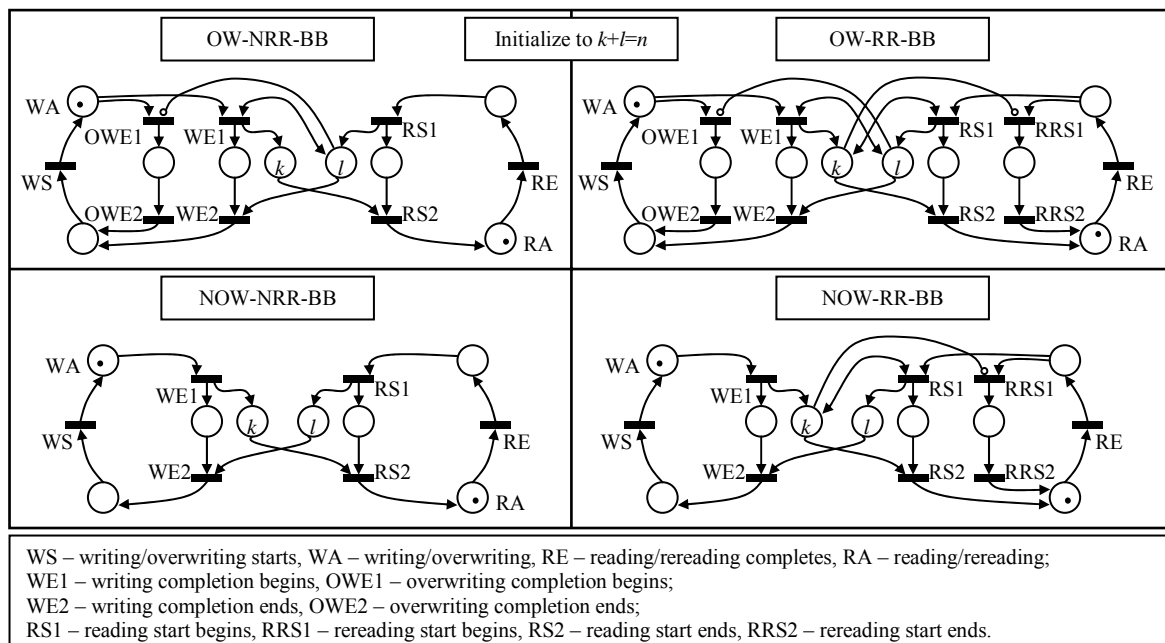 OW-NRR-BB
Initialize to k+l=n
OW-RR-BB
WA
OWE1
WE1
RS1
k
l
WS
RE
OWE2
WE2
RS2
RA
WA
OWE1
WE1
RS1
RRS1
k
l
WS
RE
OWE2
WE2
RS2
RRS2
RA
NOW-NRR-BB
NOW-RR-BB
WA
WE1
RS1
k
l
WS
RE
WE2
RS2
RA
WA
WE1
RS1
RRS1
k
l
WS
RE
WE2
RS2
RRS2
WS – writing/overwriting starts, WA – writing/overwriting, RE – reading/rereading completes, RA – reading/rereading;
WE1 – writing completion begins, OWE1 – overwriting completion begins;
WE2 – writing completion ends, OWE2 – overwriting completion ends;
RS1 – reading start begins, RRS1 – rereading start begins, RS2 – reading start ends, RRS2 – rereading start ends.